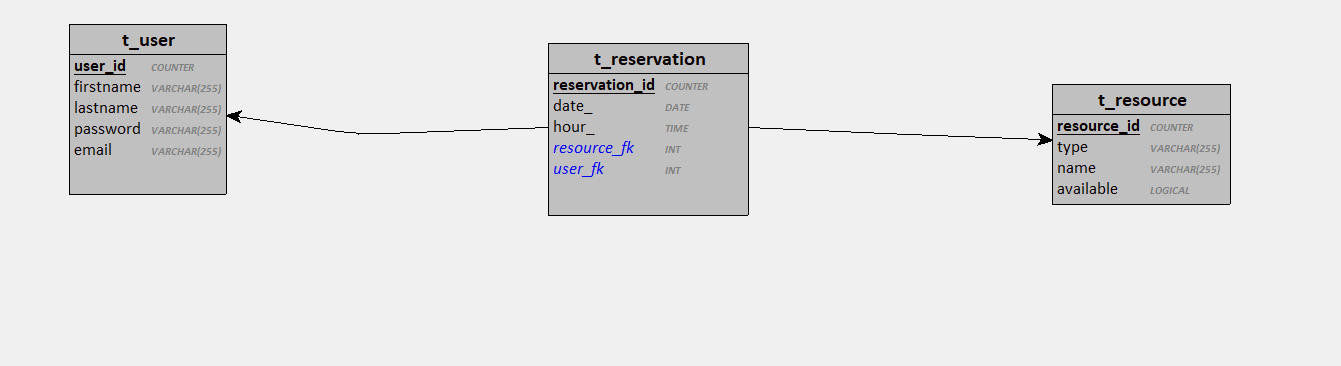 t_user
user_id COUNTER
firstname VARCHAR(255)
lastname VARCHAR(255)
password VARCHAR(255)
email VARCHAR(255)
t_reservation
reservation_id COUNTER
date_ DATE
hour_ TIME
resource_fk INT
user_fk INT
t_resource
resource_id COUNTER
type VARCHAR(255)
name VARCHAR(255)
available LOGICAL